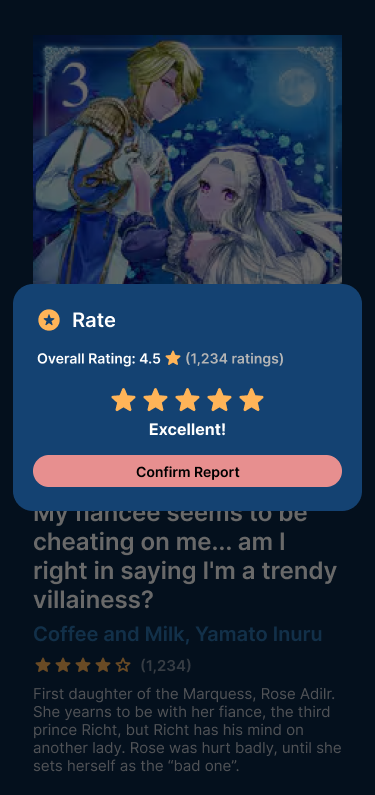 3
Rate
Overall Rating: 4.5 (1,234 ratings)
Excellent!
Confirm Report
My fiancee seems to be
cheating on me... am I
right in saying I'm a trendy
villainess?
Coffee and Milk, Yamato Inuru
(1,234)
First daughter of the Marquess, Rose Adilr.
She yearns to be with her fiance, the third
prince Richt, but Richt has his mind on
another lady. Rose was hurt badly, until she
sets herself as the “bad one”.